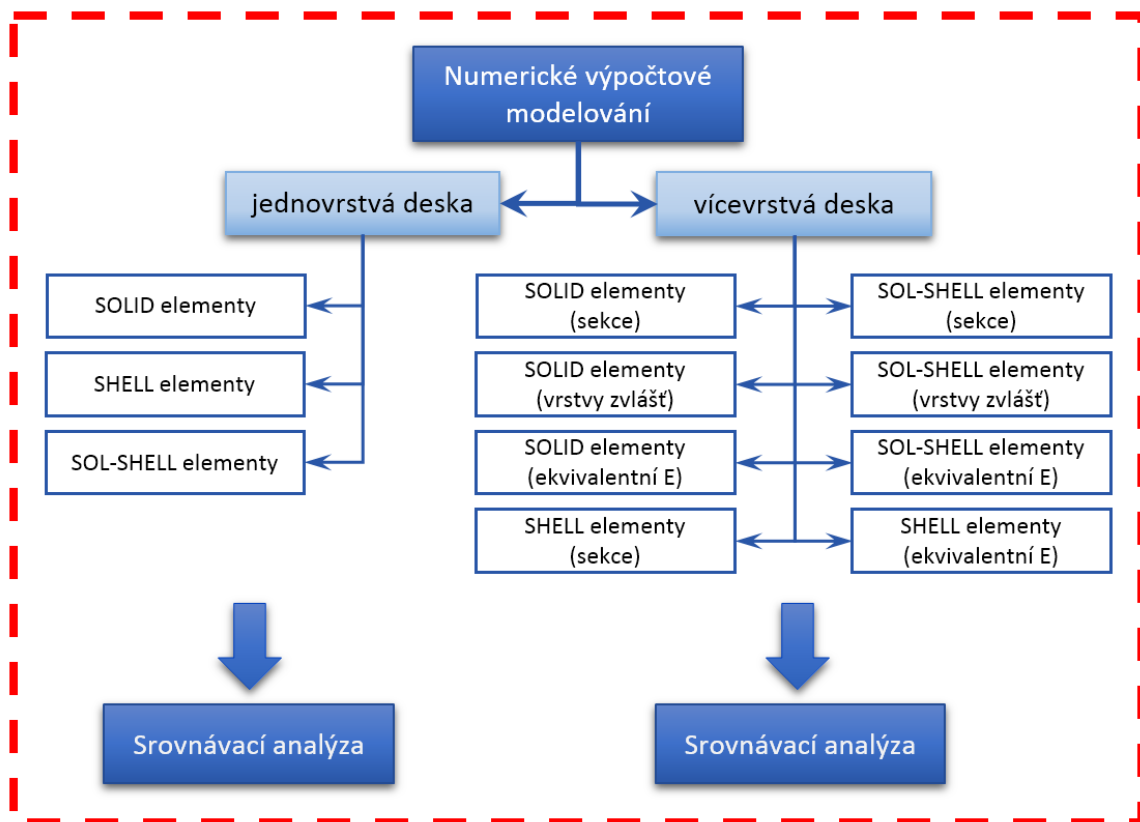 Numerické výpočtové
modelování
jednovrstvá deska
vícevrstvá deska
SOLID elementy
SHELL elementy
SOL-SHELL elementy
SOLID elementy
(sekce)
SOL-SHELL elementy
(sekce)
SOLID elementy
(vrstvy zvlášť)
SOL-SHELL elementy
(vrstvy zvlášť)
SOLID elementy
(ekvivalentní E)
SOL-SHELL elementy
(ekvivalentní E)
SHELL elementy
(sekce)
SHELL elementy
(ekvivalentní E)
Srovnávací analýza
Srovnávací analýza